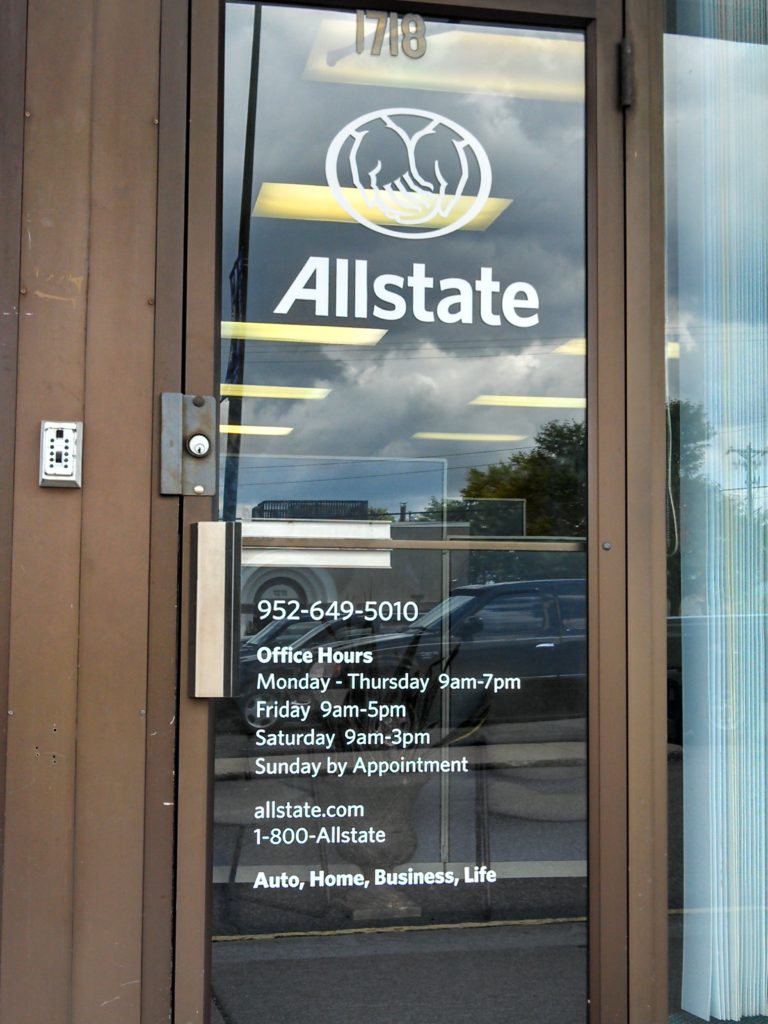 1718
Allstate
952-649-5010
Office Hours
Monday - Thursday 9am-7pm
Friday 9am-5pm
Saturday 9am-3pm
Sunday by Appointment
allstate.com
1-800-Allstate
Auto, Home, Business, Life